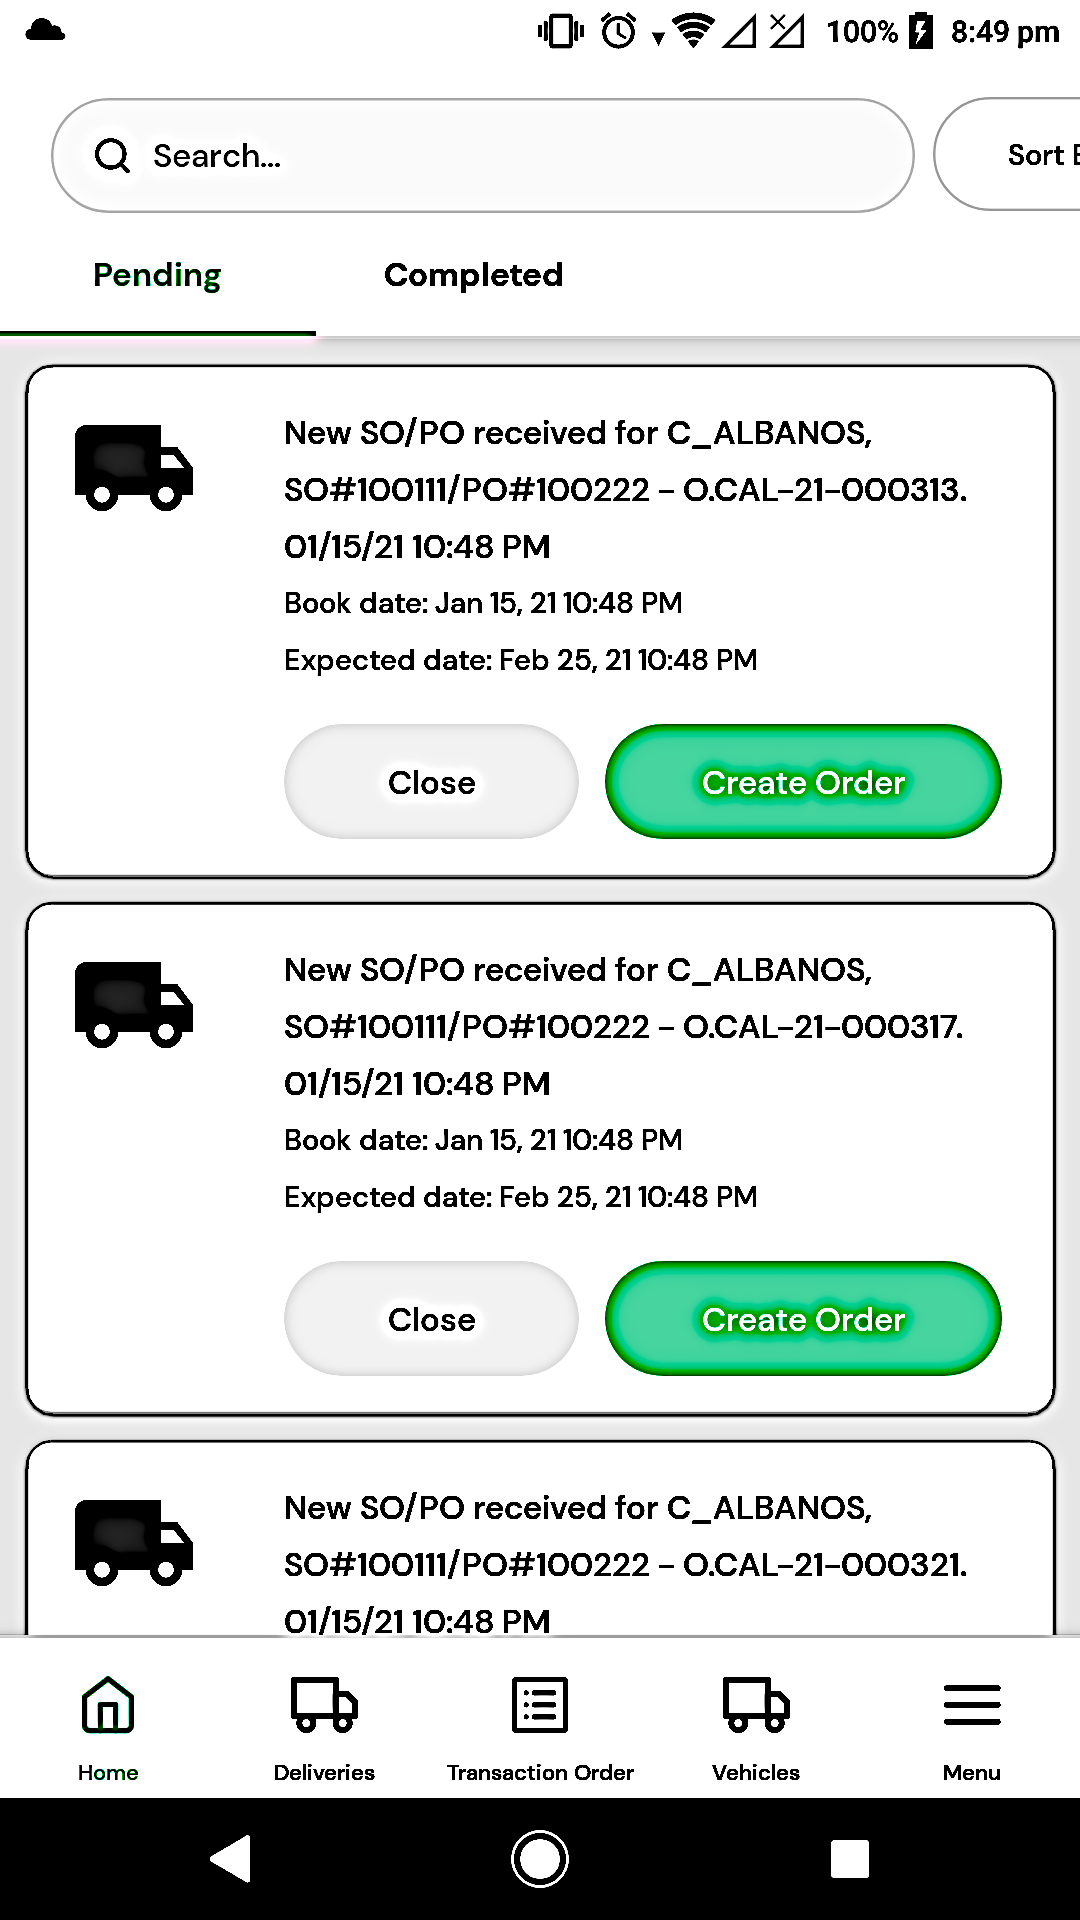 100% 8:49 pm
Search...
Sort
Pending Completed
New SO/PO received for C_ALBANOS,
SO#100111/PO#100222 - O.CAL-21-000313.
01/15/21 10:48 PM
Book date: Jan 15, 21 10:48 PM
Expected date: Feb 25, 21 10:48 PM
Close Create Order
New SO/PO received for C_ALBANOS,
SO#100111/PO#100222 - O.CAL-21-000317.
01/15/21 10:48 PM
Book date: Jan 15, 21 10:48 PM
Expected date: Feb 25, 21 10:48 PM
Close Create Order
New SO/PO received for C_ALBANOS,
SO#100111/PO#100222 - O.CAL-21-000321.
01/15/21 10:48 PM
Home Deliveries Transaction Order Vehicles Menu